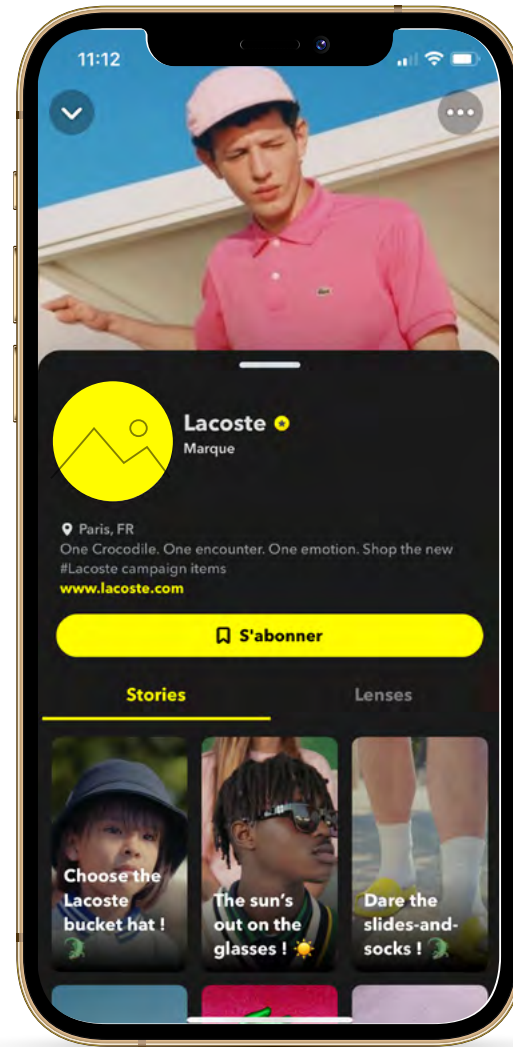 11:12
Lacoste
Marque
Paris, FR
One Crocodile. One encounter. One emotion. Shop the new
#Lacoste campaign items
www.lacoste.com
S'abonner
Stories
Lenses
Choose the
Lacoste
bucket hat !
The sun's
out on the
glasses !
Dare the
slides-and-
socks !